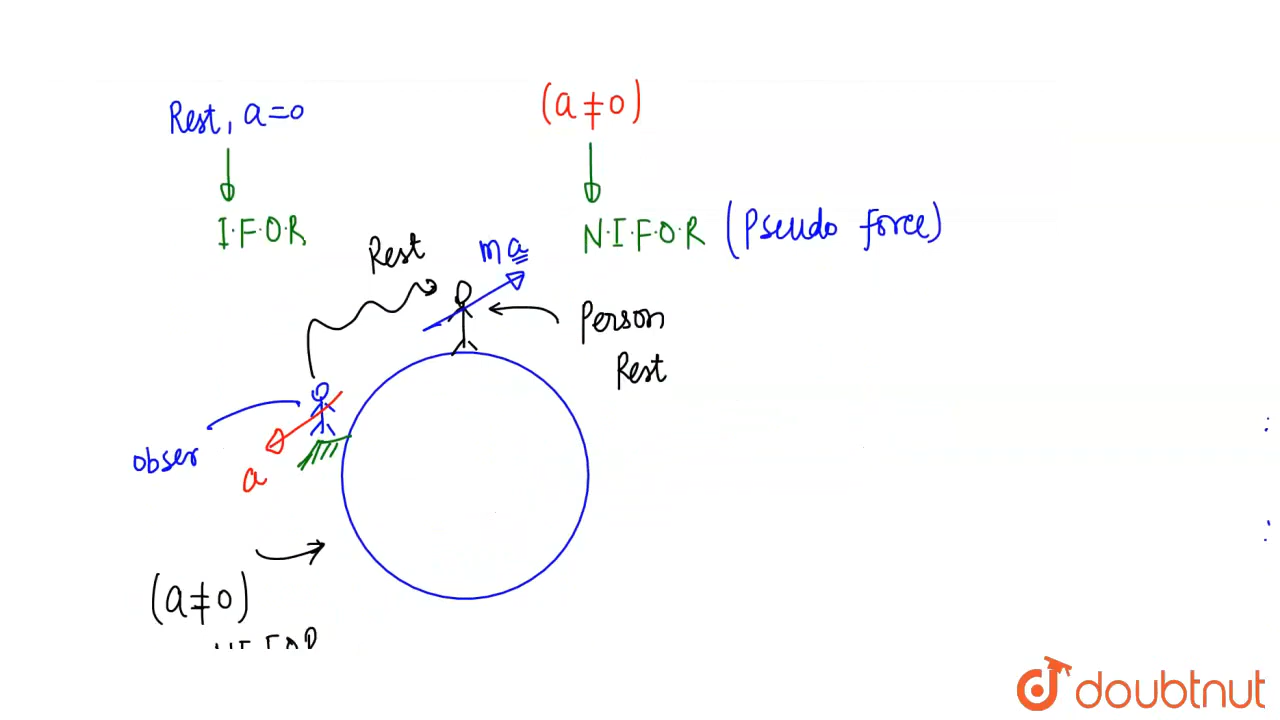 Rest, a=0
(a≠0)
I.F.O.R
N.I.F.O.R (Pseudo force)
Rest
ma
Person
Rest
obser
a
(a≠0)
doubtnut